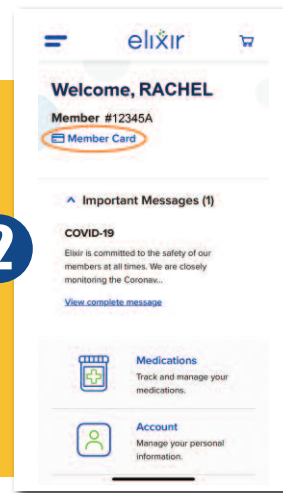 elixir
Welcome, RACHEL
Member #12345A
Member Card
Important Messages (1)
COVID-19
Elixir is committed to the safety of our
members at all times. We are closely
monitoring the Coronav...
View complete message
2
Medications
Track and manage your
medications.
Account
Manage your personal
information.